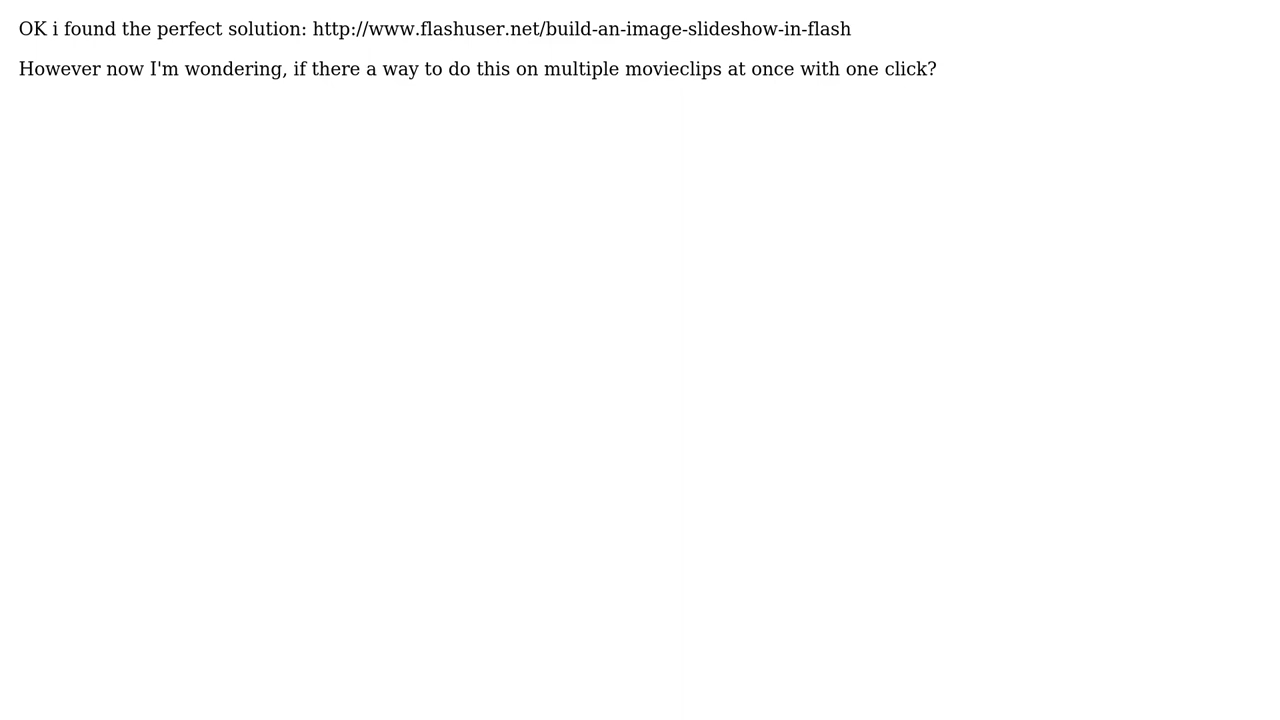 OK i found the perfect solution: http://www.flashuser.net/build-an-image-slideshow-in-flash
However now I'm wondering, if there a way to do this on multiple movieclips at once with one click?